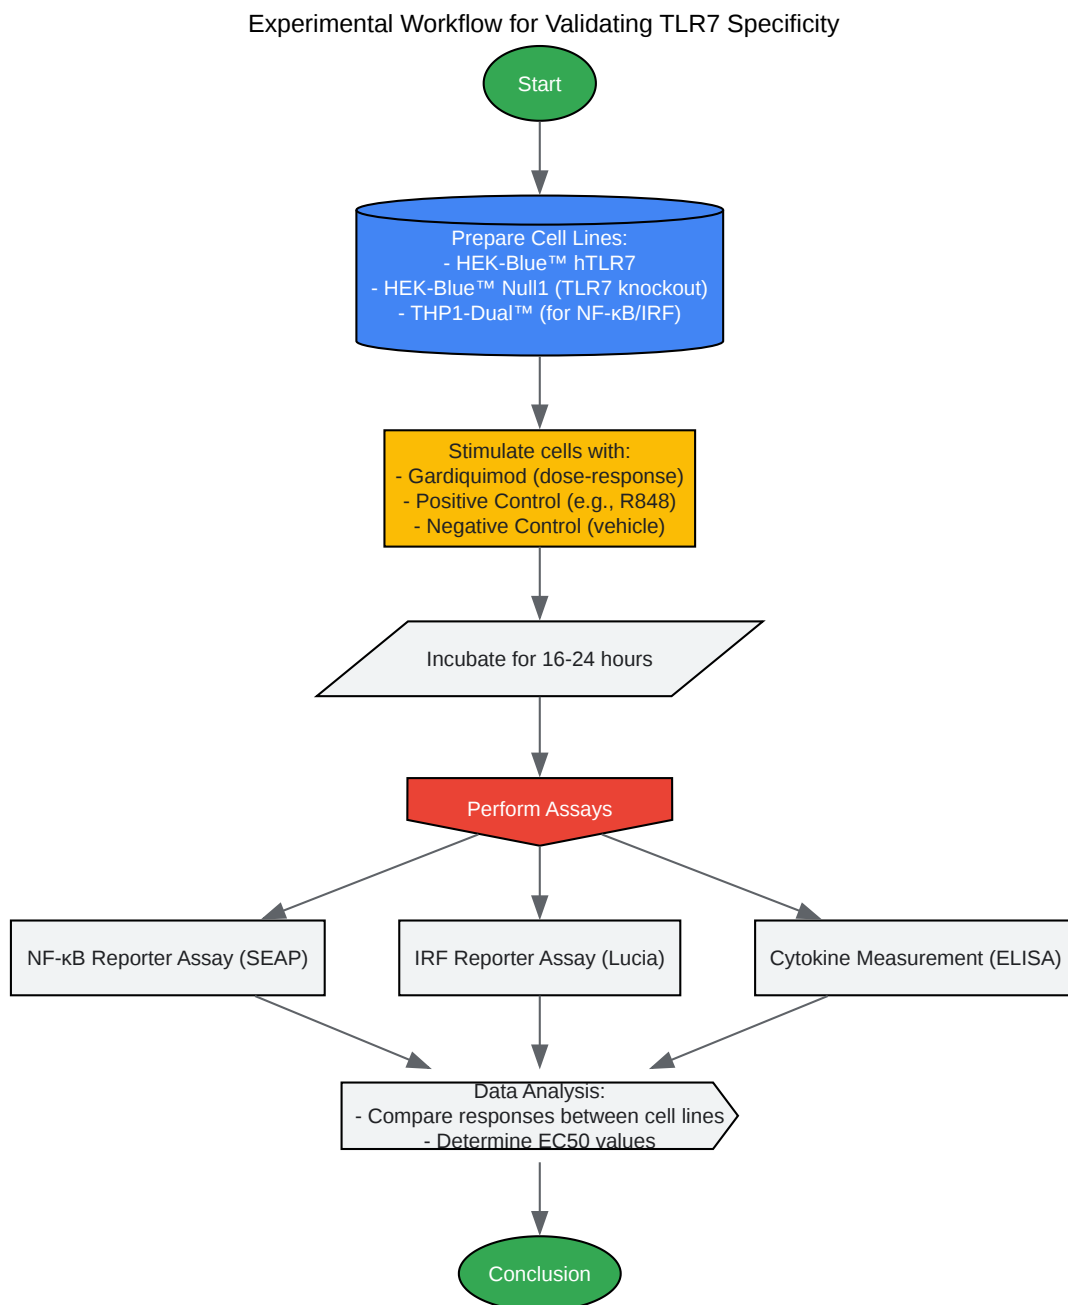 Experimental Workflow for Validating TLR7 Specificity
Start
Prepare Cell Lines:
- HEK-Blue™ hTLR7
- HEK-Blue™ Null1 (TLR7 knockout)
- THP1-Dual™ (for NF-κB/IRF)
Stimulate cells with:
- Gardiquimod (dose-response)
- Positive Control (e.g., R848)
- Negative Control (vehicle)
Incubate for 16-24 hours
Perform Assays
NF-κB Reporter Assay (SEAP)
IRF Reporter Assay (Lucia)
Cytokine Measurement (ELISA)
Data Analysis:
- Compare responses between cell lines
- Determine EC50 values
Conclusion